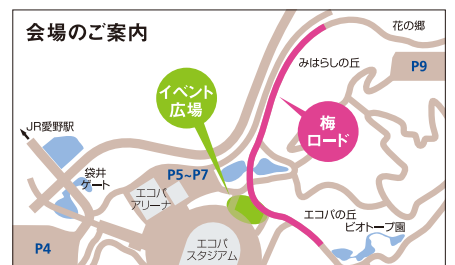 会場のご案内
花の郷
みはらしの丘
P9
イベント
広場
梅
ロード
JR愛野駅
袋井
ゲート
P5~P7
エコパ
アリーナ
エコパの丘
ビオトープ園
P4
エコパ
スタジアム